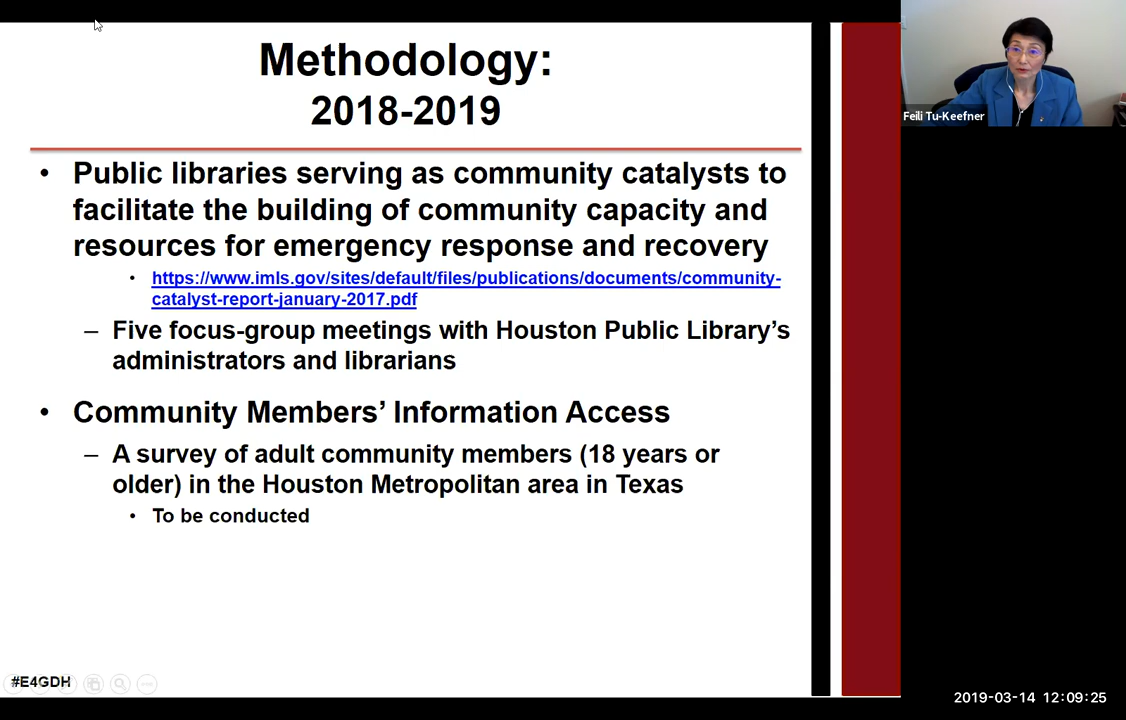 Methodology:
2018-2019
• Public libraries serving as community catalysts to
facilitate the building of community capacity and
resources for emergency response and recovery
• https://www.imls.gov/sites/default/files/publications/documents/community-
catalyst-report-january-2017.pdf
– Five focus-group meetings with Houston Public Library’s
administrators and librarians
• Community Members’ Information Access
– A survey of adult community members (18 years or
older) in the Houston Metropolitan area in Texas
• To be conducted
#E4GDH
Feili Tu-Keefner
2019-03-14 12:09:25